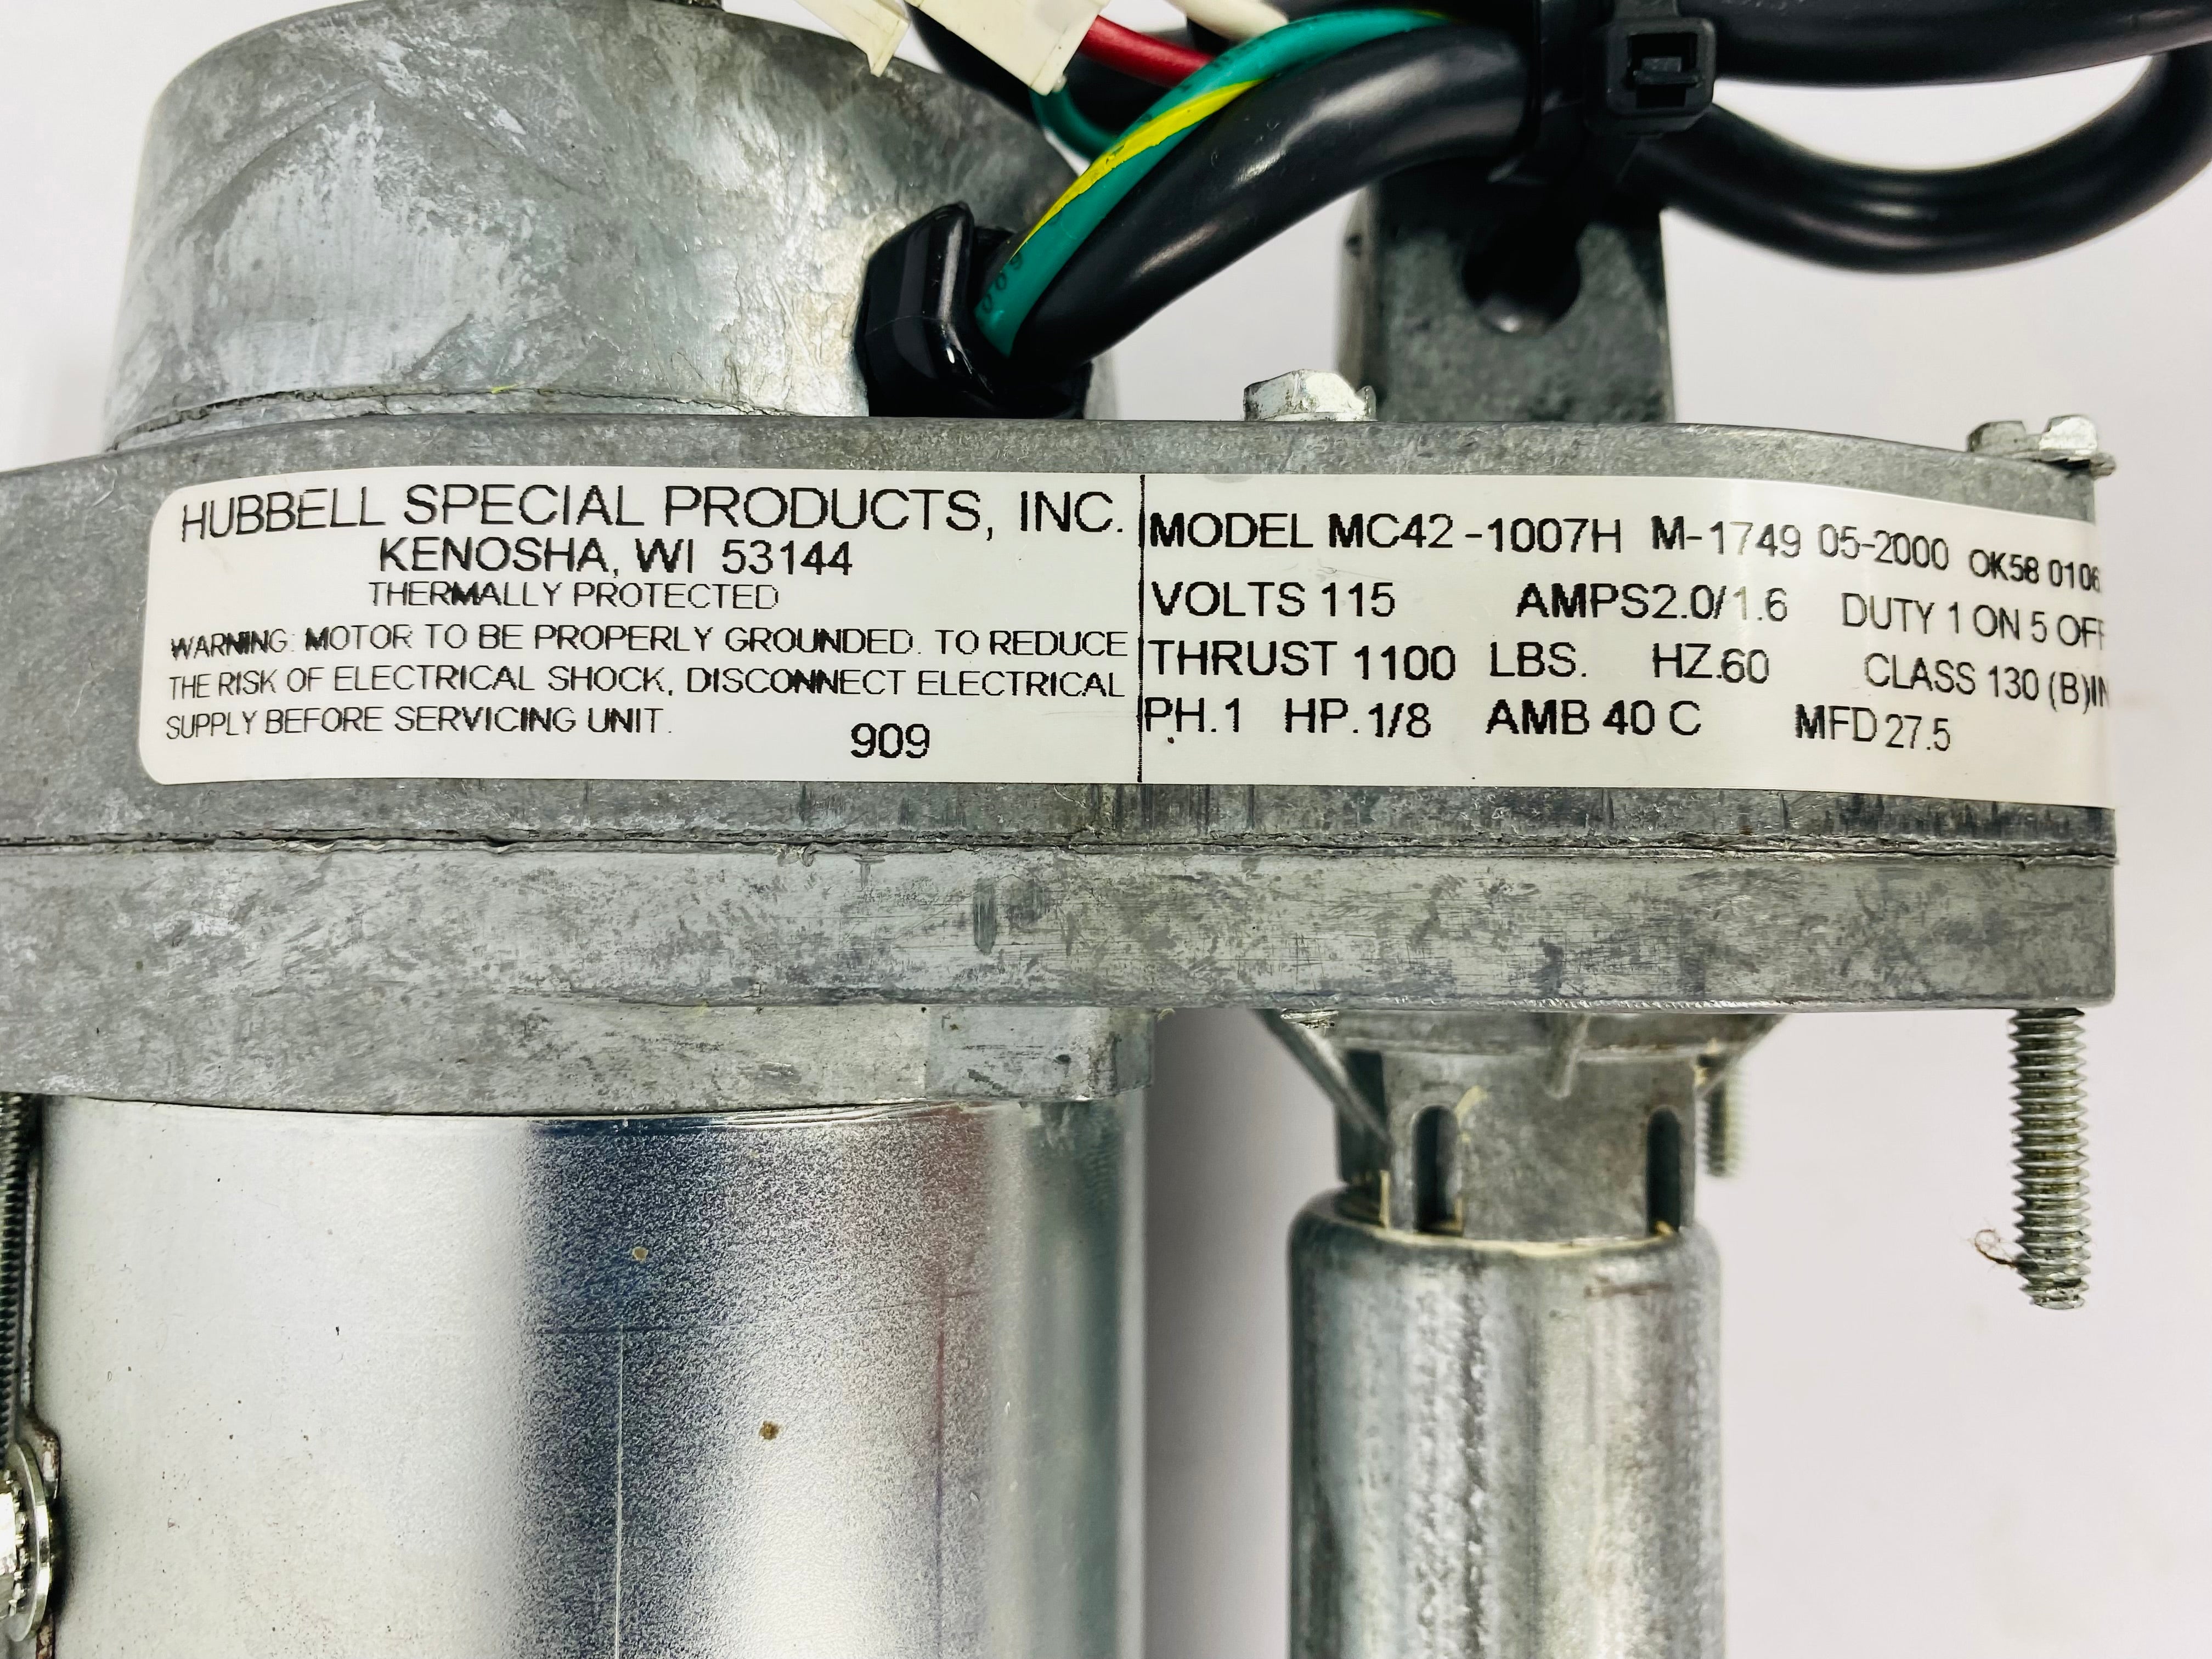 HUBBELL SPECIAL PRODUCTS, INC.
KENOSHA, WI 53144
THERMALLY PROTECTED
WARNING: MOTOR TO BE PROPERLY GROUNDED. TO REDUCE
THE RISK OF ELECTRICAL SHOCK, DISCONNECT ELECTRICAL
SUPPLY BEFORE SERVICING UNIT.
909
MODEL MC42-1007H M-1749 05-2000 OK58 0106
VOLTS 115 AMPS2.0/1.6 DUTY 1 ON 5 OFF
THRUST 1100 LBS. HZ.60 CLASS 130 (B)IN
PH.1 HP.1/8 AMB 40 C MFD 27.5